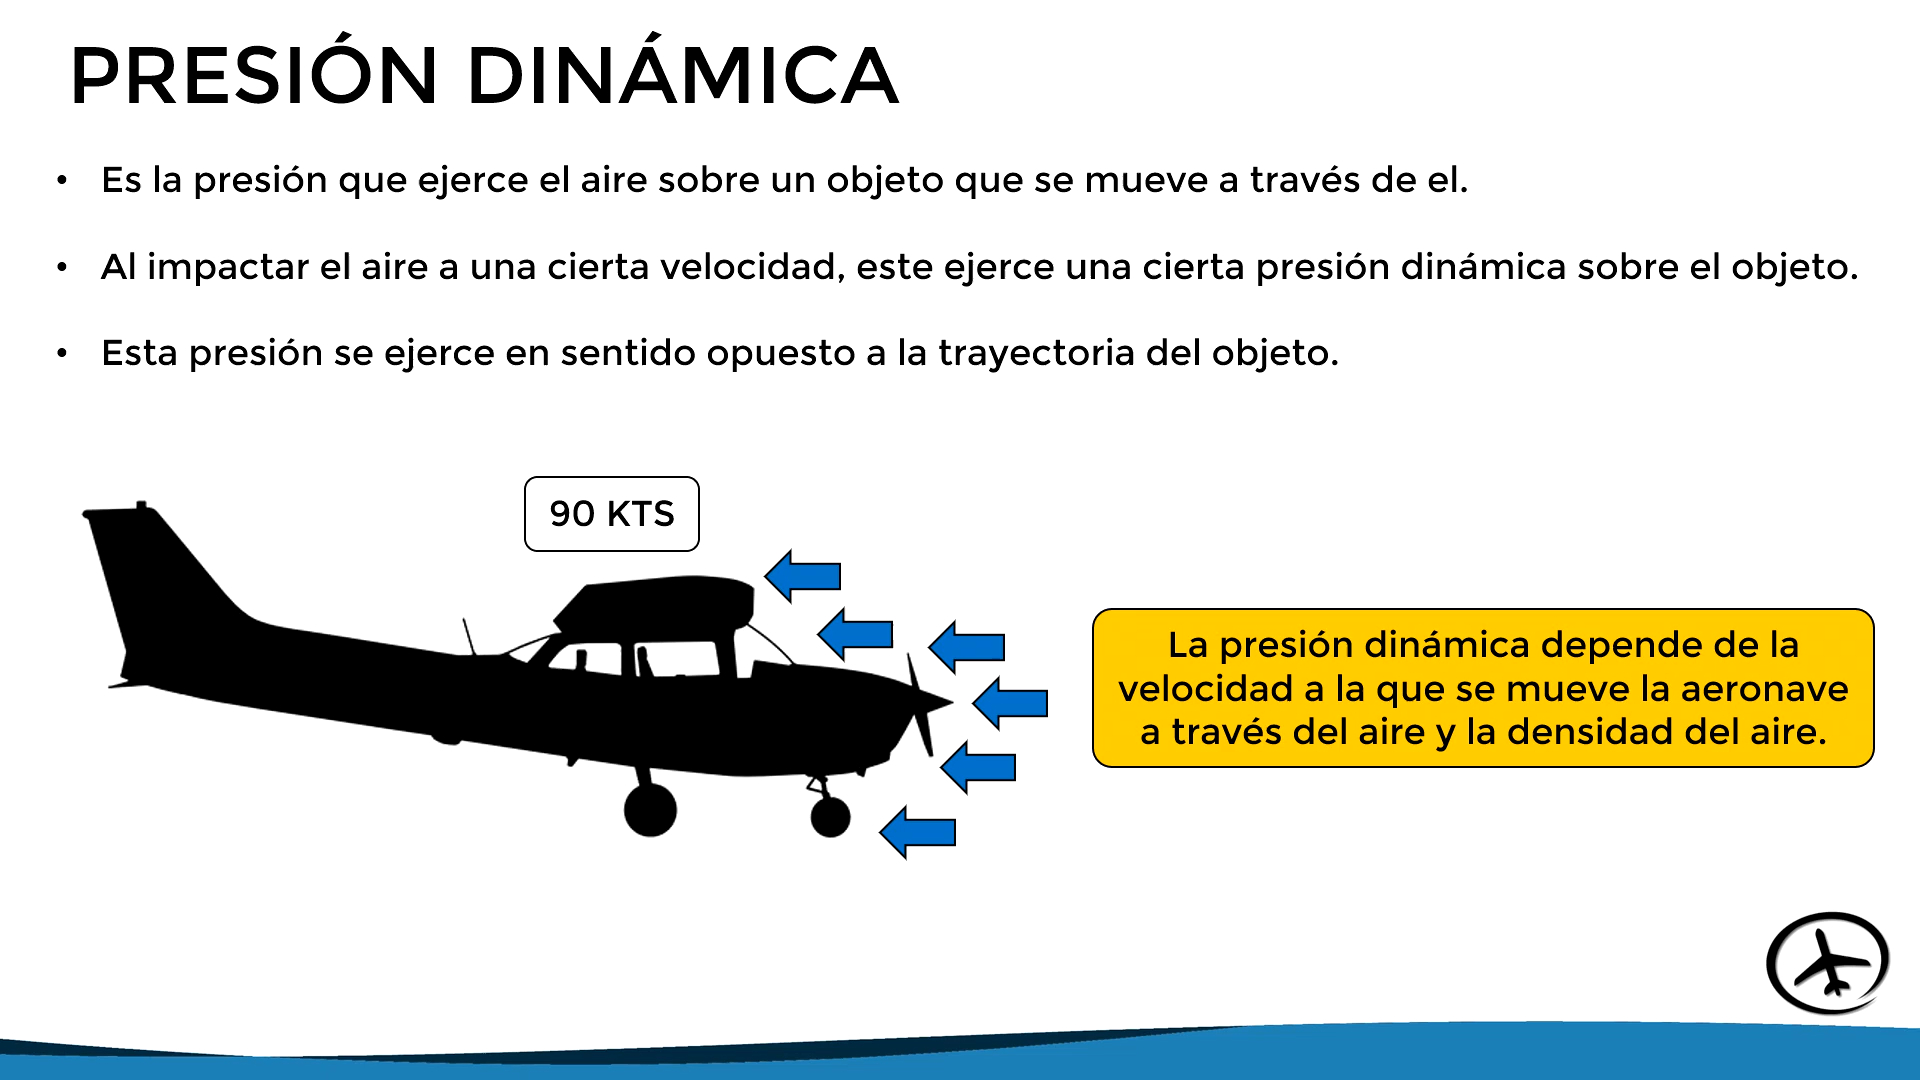 PRESIÓN DINÁMICA
• Es la presión que ejerce el aire sobre un objeto que se mueve a través de el.
• Al impactar el aire a una cierta velocidad, este ejerce una cierta presión dinámica sobre el objeto.
• Esta presión se ejerce en sentido opuesto a la trayectoria del objeto.
90 KTS
La presión dinámica depende de la
velocidad a la que se mueve la aeronave
a través del aire y la densidad del aire.